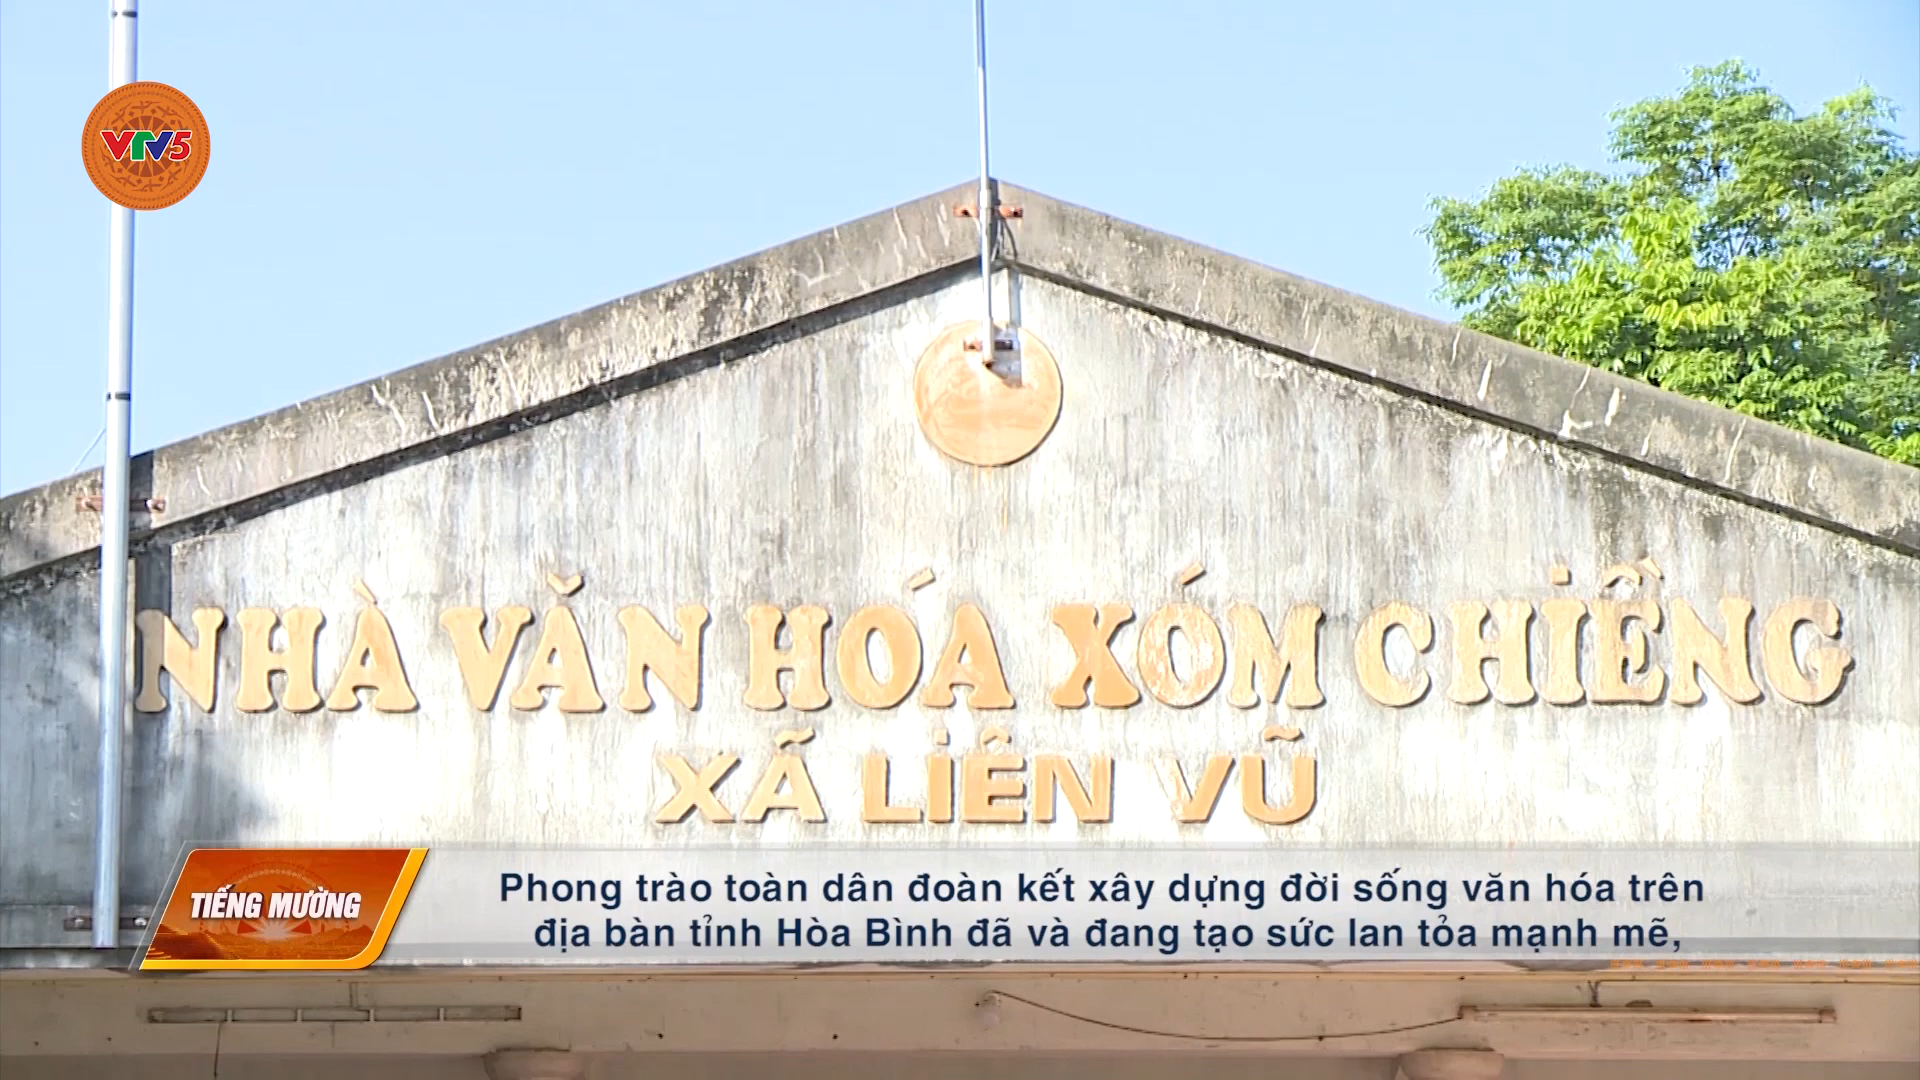 VTV5
NHÀ VĂN HÓA XÓM CHIỀNG
XÃ LIÊN VŨ
TIẾNG MƯỜNG
Phong trào toàn dân đoàn kết xây dựng đời sống văn hóa trên
địa bàn tỉnh Hòa Bình đã và đang tạo sức lan tỏa mạnh mẽ,